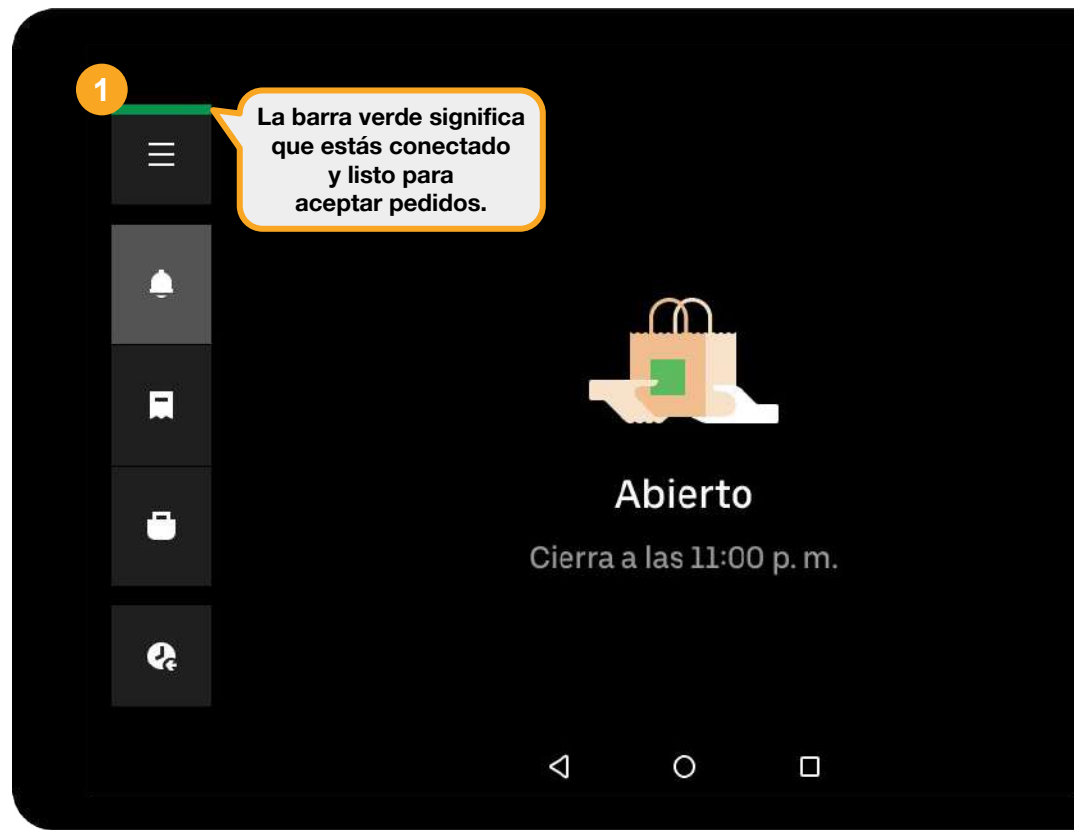 1
La barra verde significa
que estás conectado
y listo para
aceptar pedidos.
Abierto
Cierra a las 11:00 p. m.